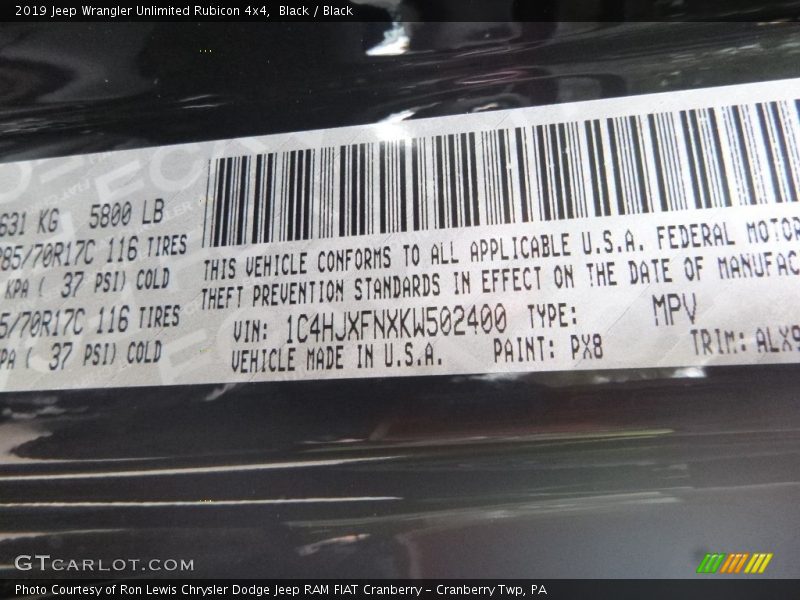 2019 Jeep Wrangler Unlimited Rubicon 4x4, Black / Black
631 KG 5800 LB
285/70R17C 116 TIRES
KPA ( 37 PSI) COLD
5/70R17C 116 TIRES
PA ( 37 PSI) COLD
THIS VEHICLE CONFORMS TO ALL APPLICABLE U.S.A. FEDERAL MOTOR
THEFT PREVENTION STANDARDS IN EFFECT ON THE DATE OF MANUFAC
VIN: 1C4HJXFNXKW502400 TYPE: MPV
VEHICLE MADE IN U.S.A. PAINT: PX8 TRIM: ALX9
GTCARLOT.COM
Photo Courtesy of Ron Lewis Chrysler Dodge Jeep RAM FIAT Cranberry – Cranberry Twp, PA